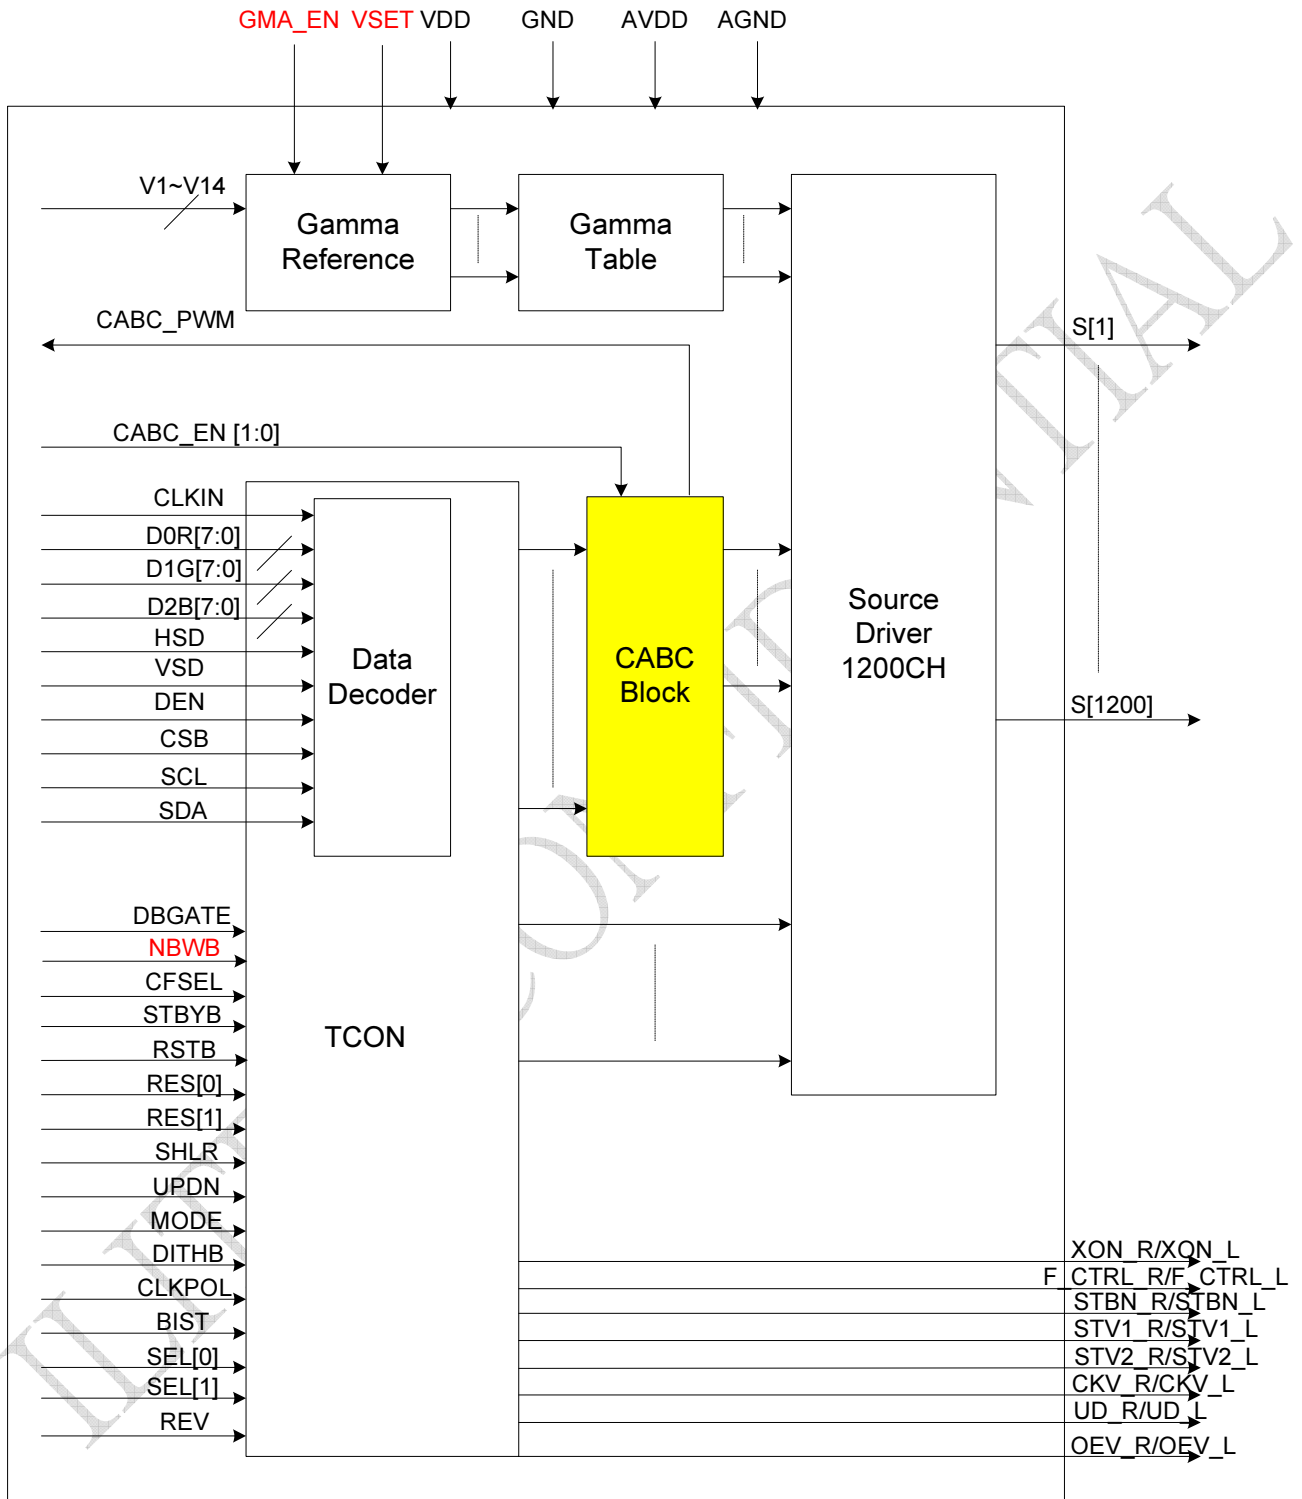 GMA_EN VSET VDD GND AVDD AGND
V1~V14
Gamma
Reference
Gamma
Table
CABC_PWM
S[1]
CABC_EN [1:0]
CLKIN
D0R[7:0]
D1G[7:0]
D2B[7:0]
HSD
VSD
DEN
CSB
SCL
SDA
Data
Decoder
CABC
Block
Source
Driver
1200CH
S[1200]
DBGATE
NBWB
CFSEL
STBYB
RSTB
RES[0]
RES[1]
SHLR
UPDN
MODE
DITHB
CLKPOL
BIST
SEL[0]
SEL[1]
REV
TCON
XON_R/XON_L
F_CTRL_R/F_CTRL_L
STBN_R/STBN_L
STV1_R/STV1_L
STV2_R/STV2_L
CKV_R/CKV_L
UD_R/UD_L
OEV_R/OEV_L